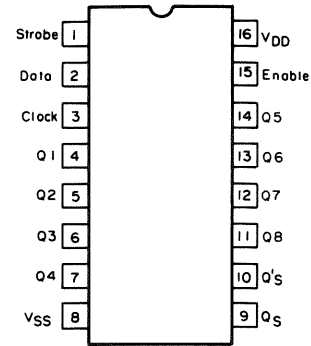 Strobe 1 16 VDD
Data 2 15 Enable
Clock 3 14 Q5
Q1 4 13 Q6
Q2 5 12 Q7
Q3 6 11 Q8
Q4 7 10 Q'S
VSS 8 9 QS